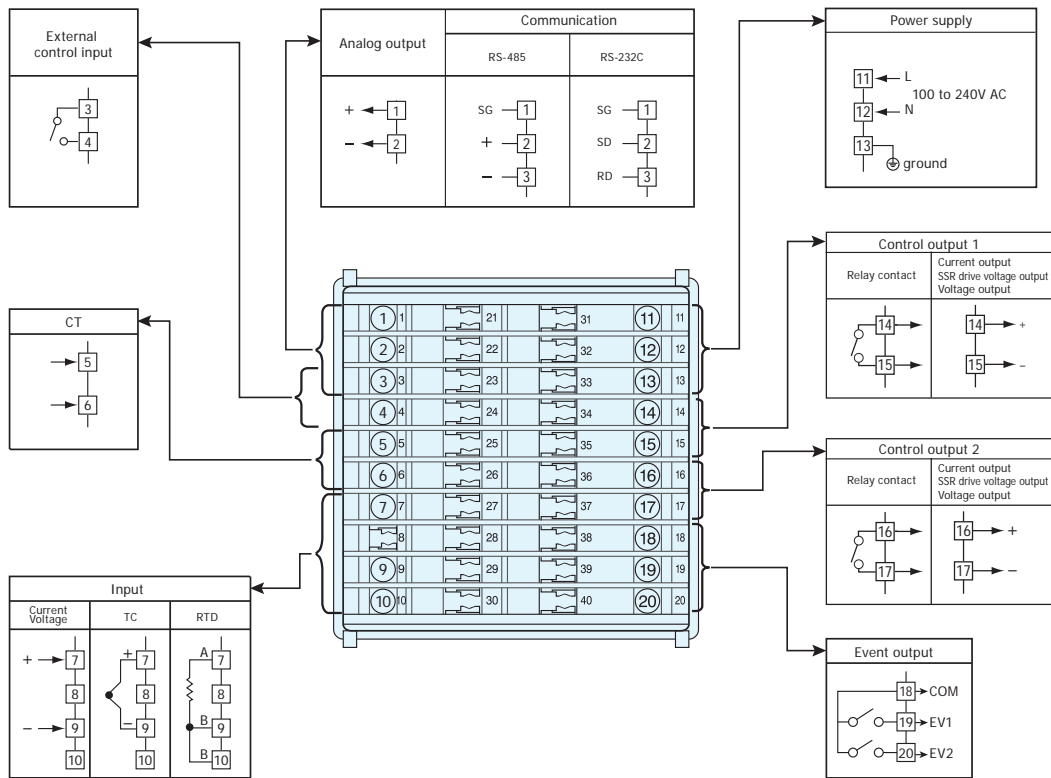 External
control input
3
4
Analog output
Communication
RS-485
RS-232C
+ 1
− 2
SG 1
+ 2
− 3
SG 1
SD 2
RD 3
Power supply
11 L
100 to 240V AC
12 N
13
ground
CT
5
6
Control output 1
Relay contact
Current output
SSR drive voltage output
Voltage output
14
15
14 +
15 −
1 1 21 31 11 11
2 2 22 32 12 12
3 3 23 33 13 13
4 4 24 34 14 14
5 5 25 35 15 15
6 6 26 36 16 16
7 7 27 37 17 17
8 28 38 18 18
9 9 29 39 19 19
10 10 30 40 20 20
Control output 2
Relay contact
Current output
SSR drive voltage output
Voltage output
16
17
16 +
17 −
Input
Current
Voltage
TC
RTD
+ 7
8
− 9
10
+ 7
8
− 9
10
A 7
8
B 9
B 10
Event output
18 COM
19 EV1
20 EV2